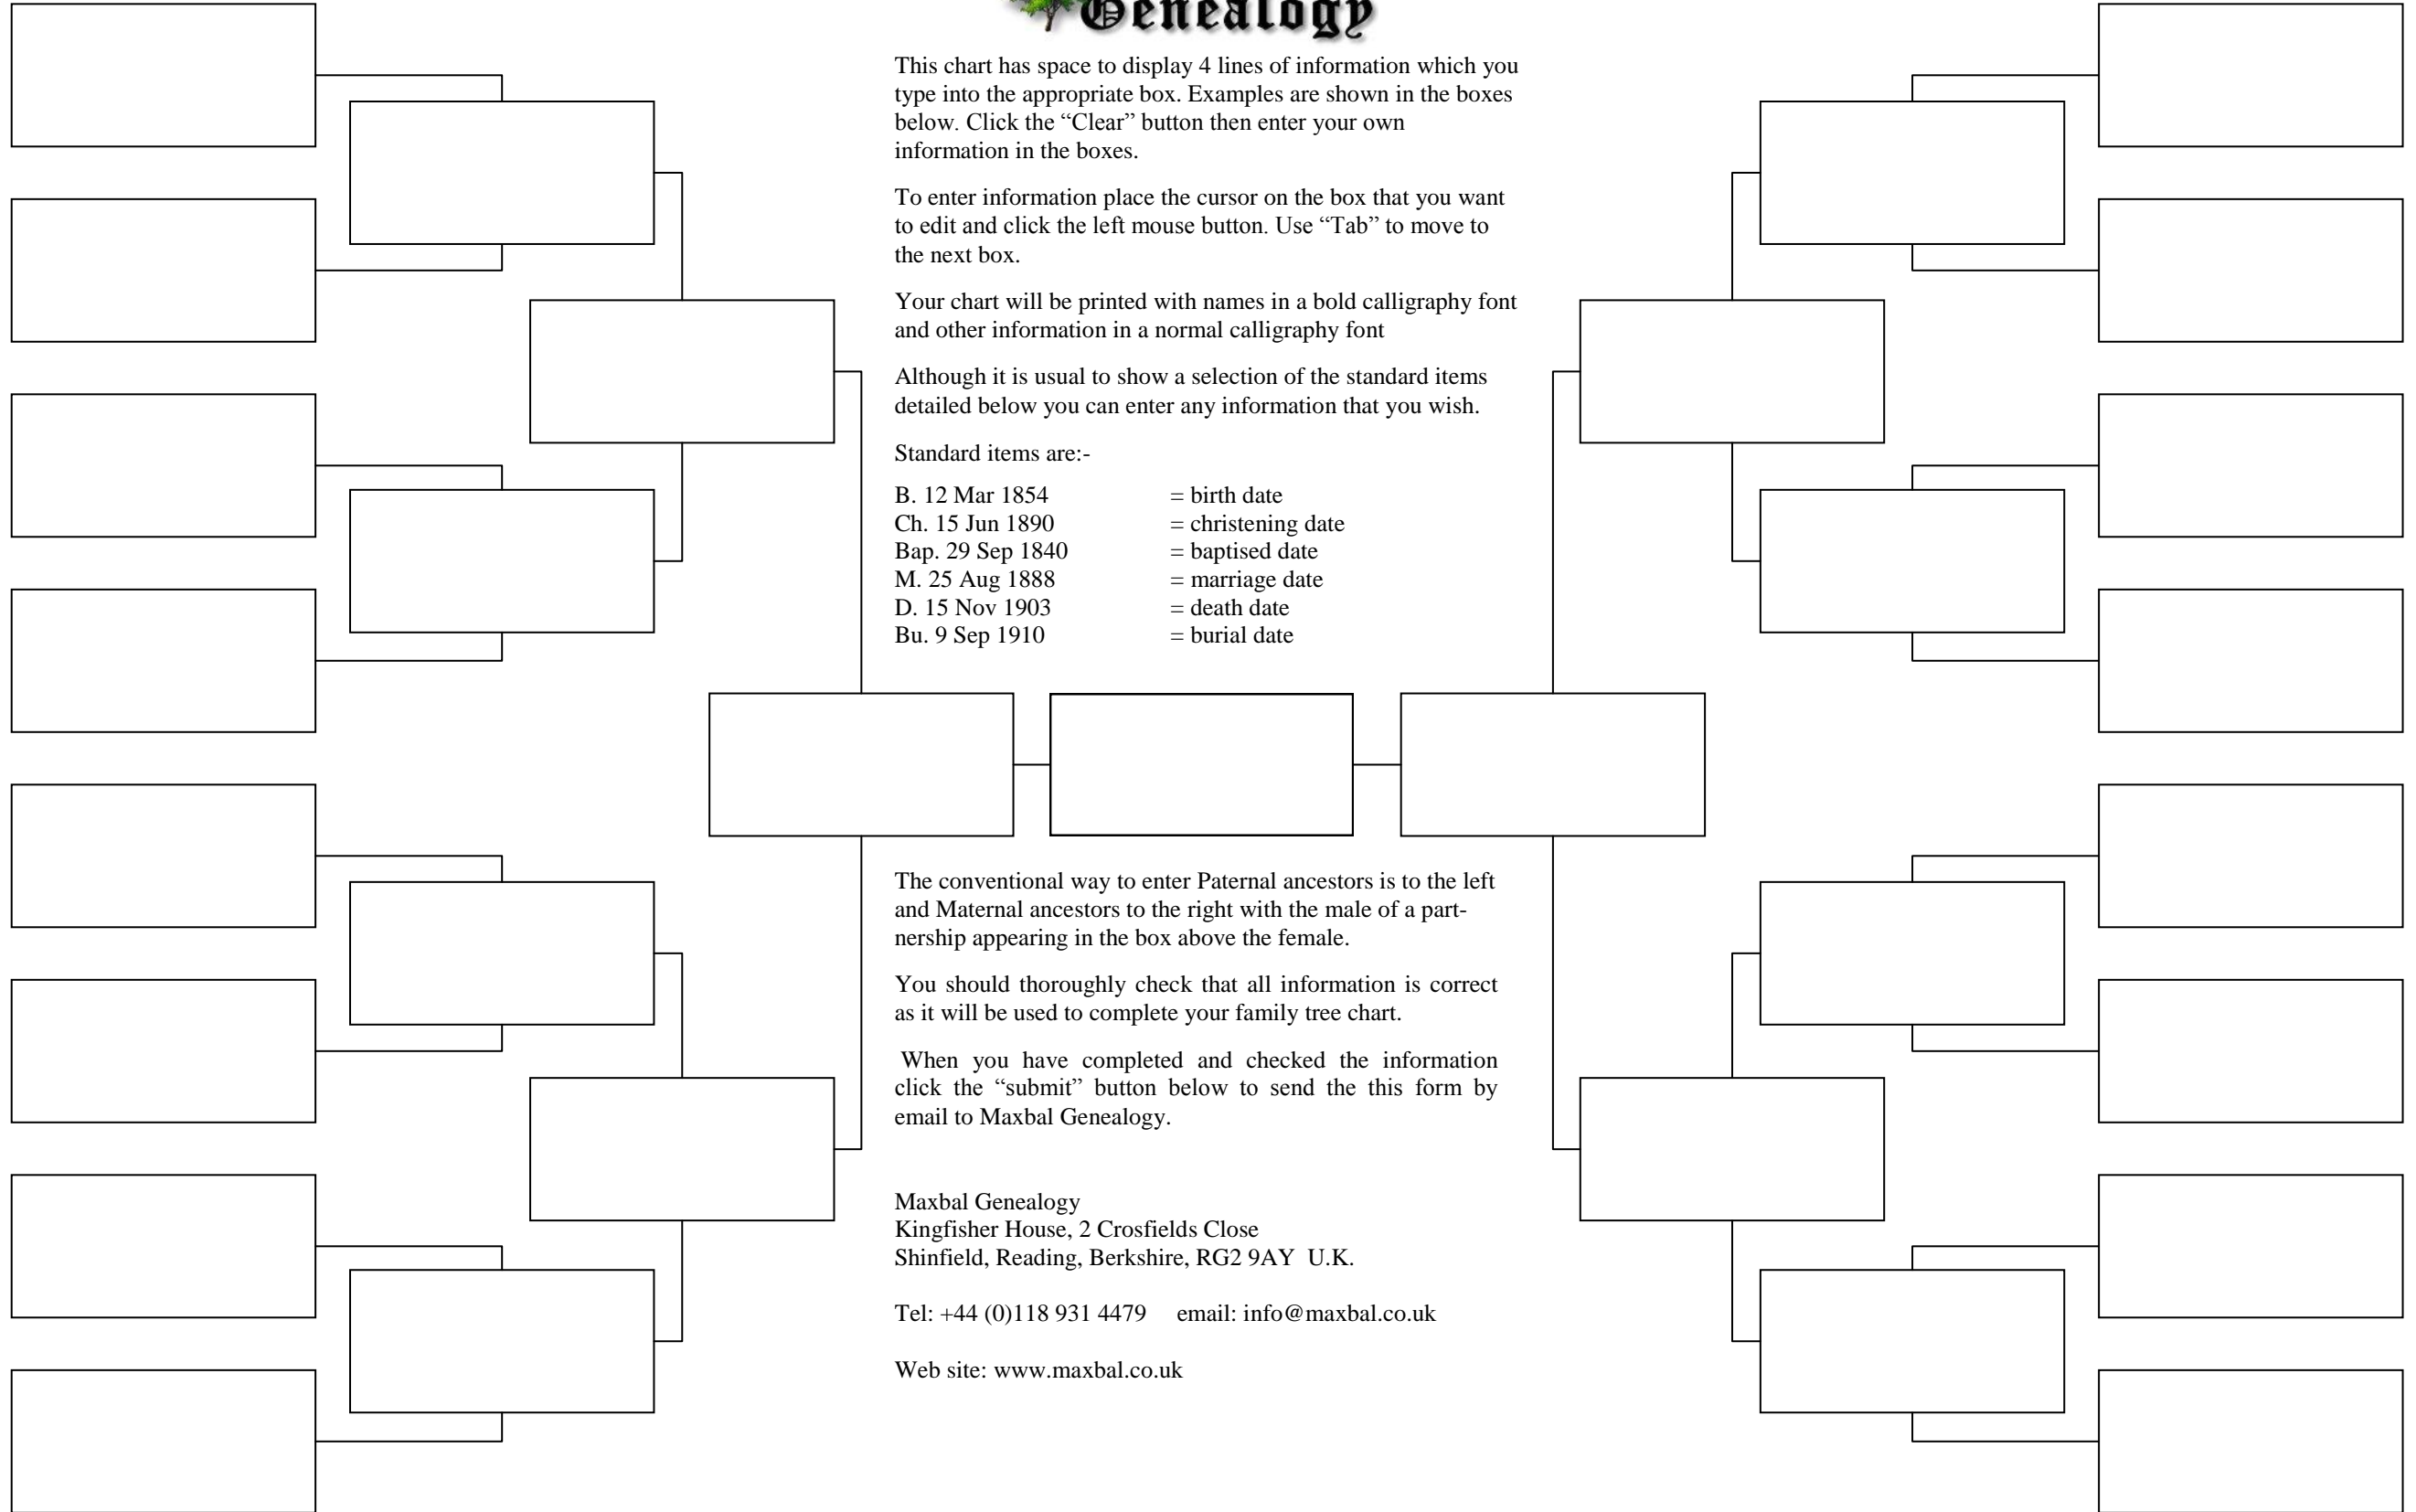 Genealogy
This chart has space to display 4 lines of information which you
type into the appropriate box. Examples are shown in the boxes
below. Click the “Clear” button then enter your own
information in the boxes.
To enter information place the cursor on the box that you want
to edit and click the left mouse button. Use “Tab” to move to
the next box.
Your chart will be printed with names in a bold calligraphy font
and other information in a normal calligraphy font
Although it is usual to show a selection of the standard items
detailed below you can enter any information that you wish.
Standard items are:-
B. 12 Mar 1854 = birth date
Ch. 15 Jun 1890 = christening date
Bap. 29 Sep 1840 = baptised date
M. 25 Aug 1888 = marriage date
D. 15 Nov 1903 = death date
Bu. 9 Sep 1910 = burial date
The conventional way to enter Paternal ancestors is to the left
and Maternal ancestors to the right with the male of a part-
nership appearing in the box above the female.
You should thoroughly check that all information is correct
as it will be used to complete your family tree chart.
When you have completed and checked the information
click the “submit” button below to send the this form by
email to Maxbal Genealogy.
Maxbal Genealogy
Kingfisher House, 2 Crosfields Close
Shinfield, Reading, Berkshire, RG2 9AY U.K.
Tel: +44 (0)118 931 4479 email: info@maxbal.co.uk
Web site: www.maxbal.co.uk